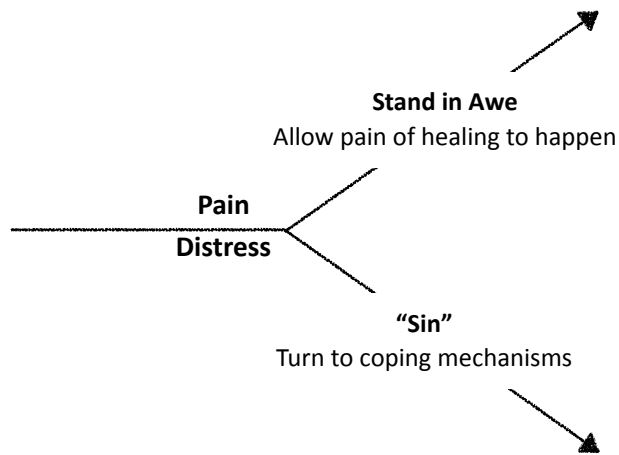 Stand in Awe
Allow pain of healing to happen
Pain
Distress
“Sin”
Turn to coping mechanisms